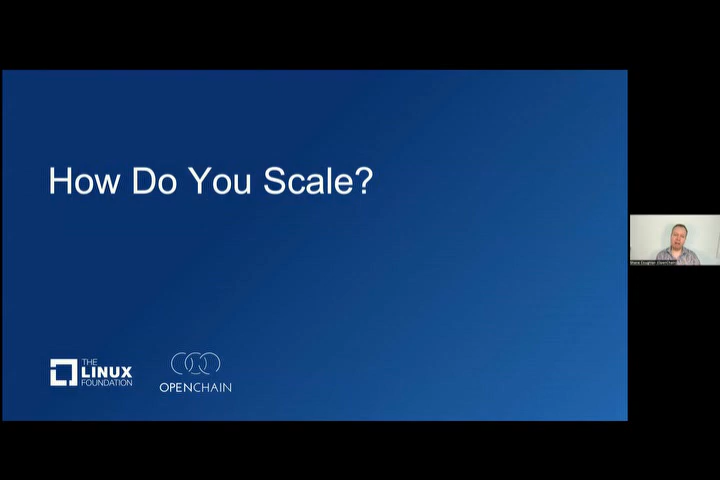 How Do You Scale?
THE
LINUX
FOUNDATION
OPENCHAIN